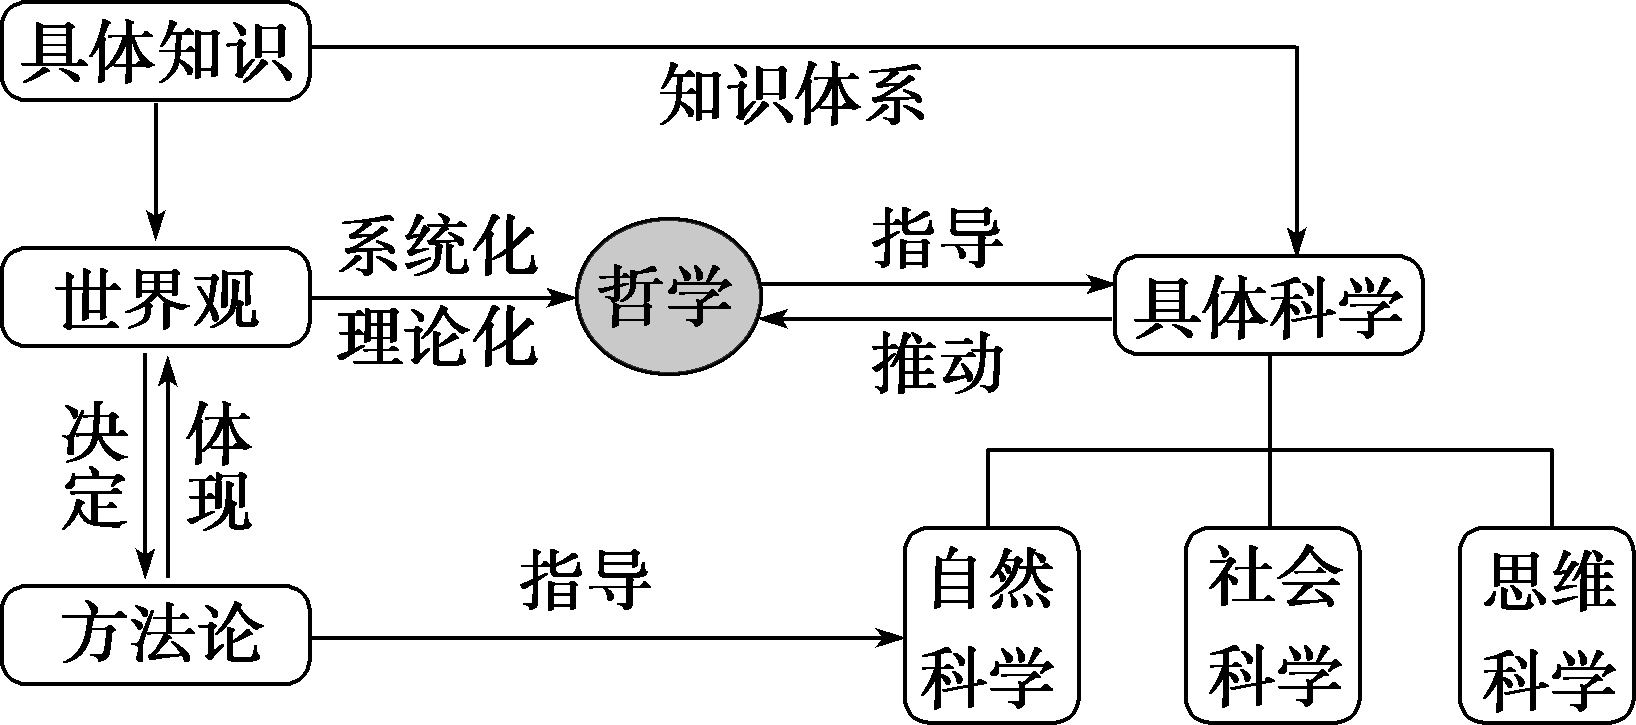 具体知识
知识体系
系统化
指导
世界观
哲学
具体科学
理论化
推动
决定
体现
指导
自然
科学
社会
科学
思维
科学
方法论